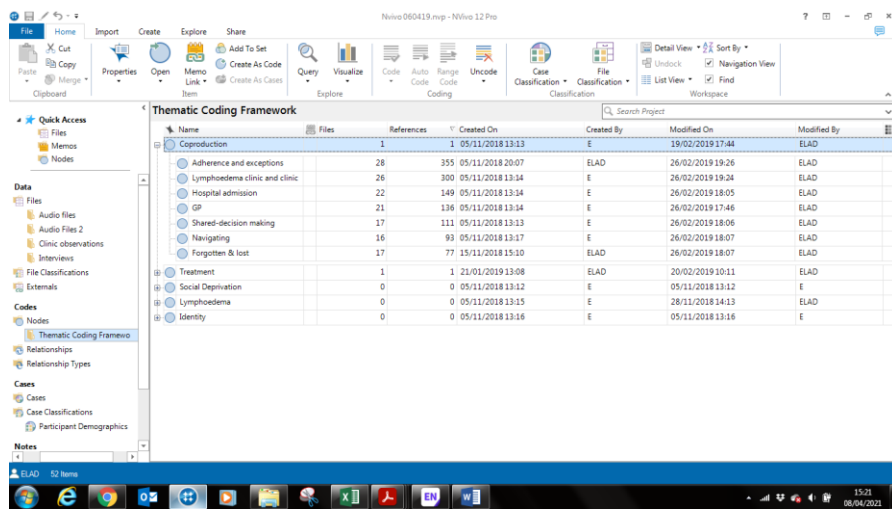 Nvivo 060419.nvp - NVivo 12 Pro
File Home Import Create Explore Share
Paste Cut Copy Merge Properties Open Memo Link Add To Set Create As Code Create As Cases Query Visualize Code Auto Code Range Code Uncode Case Classification File Classification Detail View Sort By Undock Navigation View List View Find
Clipboard Item Explore Coding Classification Workspace
Quick Access
Files
Memos
Nodes
Data
Files
Audio files
Audio Files 2
Clinic observations
Interviews
File Classifications
Externals
Codes
Nodes
Thematic Coding Framewo
Relationships
Relationship Types
Cases
Cases
Case Classifications
Participant Demographics
Notes
Thematic Coding Framework Search Project
Name Files References Created On Created By Modified On Modified By
Coproduction 1 1 05/11/2018 13:13 E 19/02/2019 17:44 ELAD
Adherence and exceptions 28 355 05/11/2018 20:07 ELAD 26/02/2019 19:26 ELAD
Lymphoedema clinic and clinic 26 300 05/11/2018 13:14 E 26/02/2019 19:24 ELAD
Hospital admission 22 149 05/11/2018 13:14 E 26/02/2019 18:05 ELAD
GP 21 136 05/11/2018 13:14 E 26/02/2019 17:46 ELAD
Shared-decision making 17 111 05/11/2018 13:13 E 26/02/2019 18:06 ELAD
Navigating 16 93 05/11/2018 13:17 E 26/02/2019 18:07 ELAD
Forgotten & lost 17 77 15/11/2018 15:10 ELAD 26/02/2019 18:07 ELAD
Treatment 1 1 21/01/2019 13:08 ELAD 20/02/2019 10:11 ELAD
Social Deprivation 0 0 05/11/2018 13:12 E 05/11/2018 13:12 E
Lymphoedema 0 0 05/11/2018 13:15 E 28/11/2018 14:13 ELAD
Identity 0 0 05/11/2018 13:16 E 05/11/2018 13:16 E
ELAD 52 Items
EN
15:21
08/04/2021